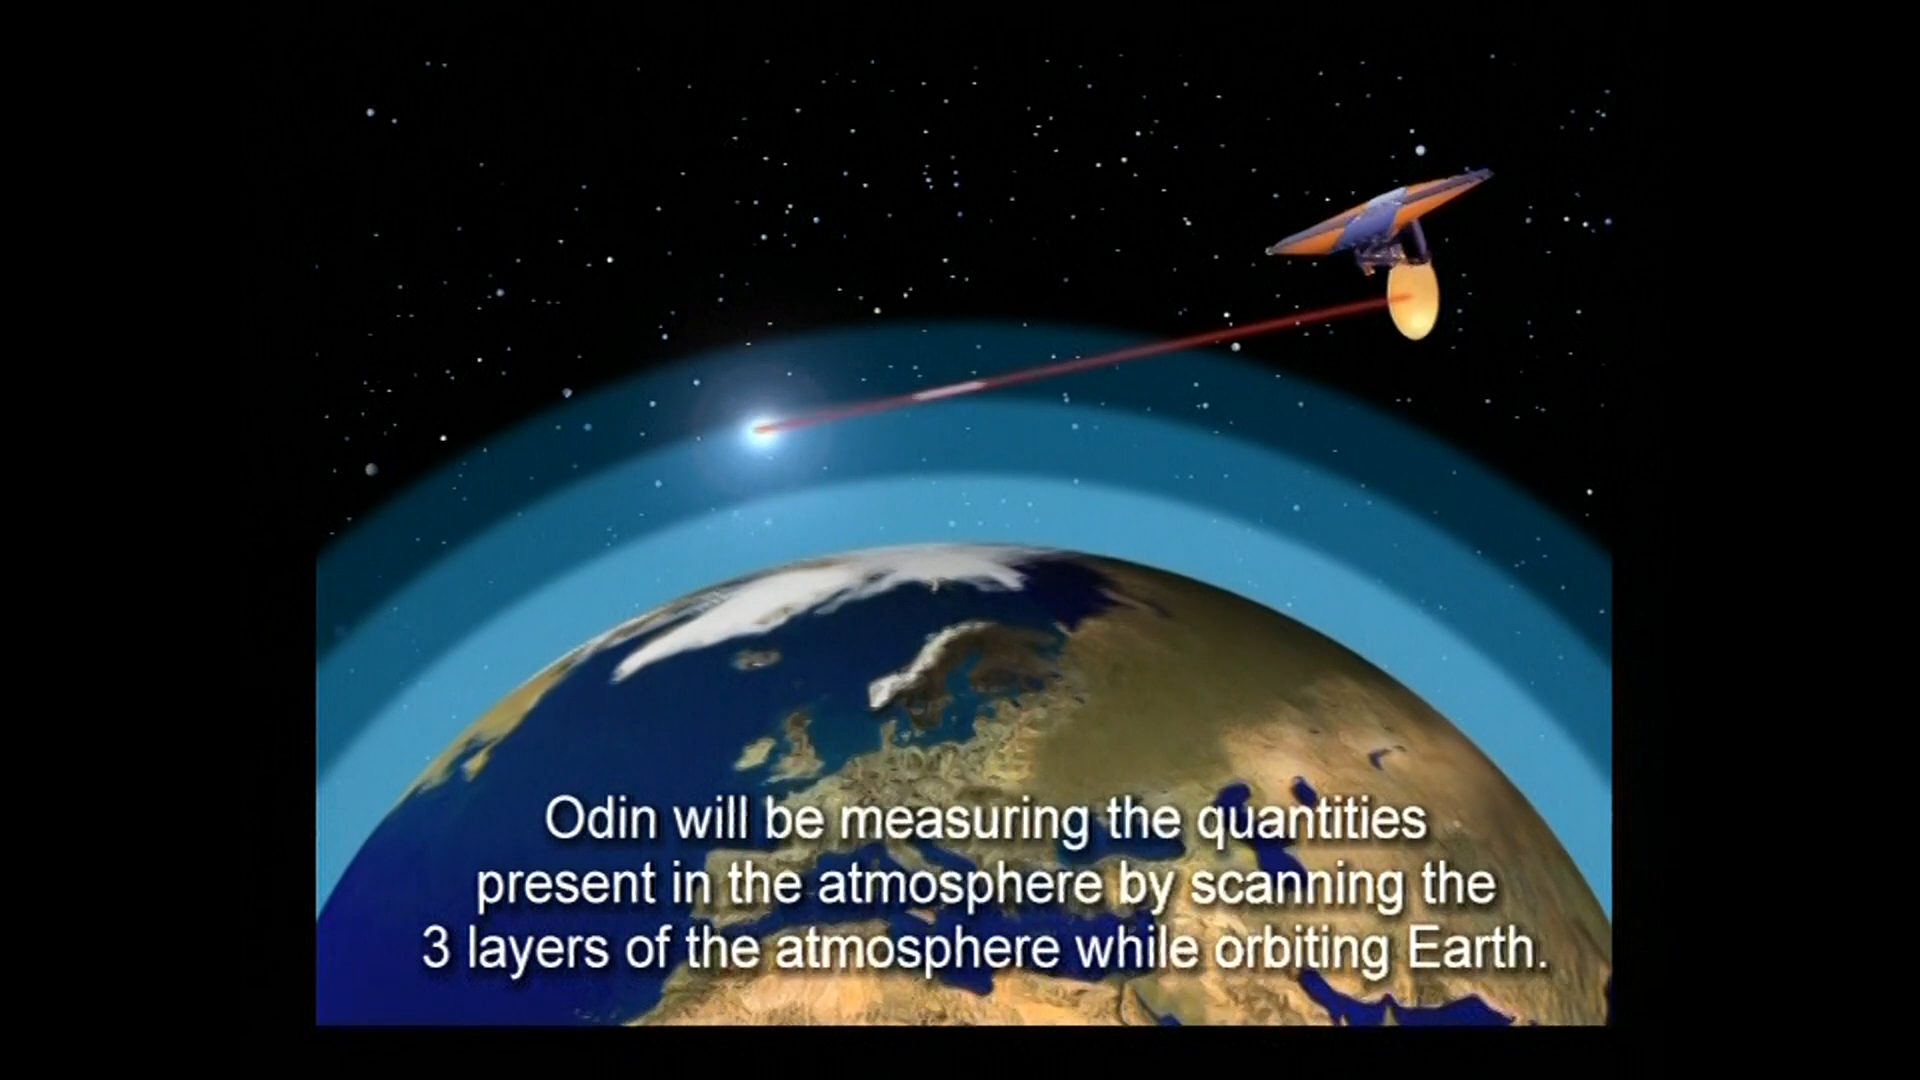 Odin will be measuring the quantities
present in the atmosphere by scanning the
3 layers of the atmosphere while orbiting Earth.